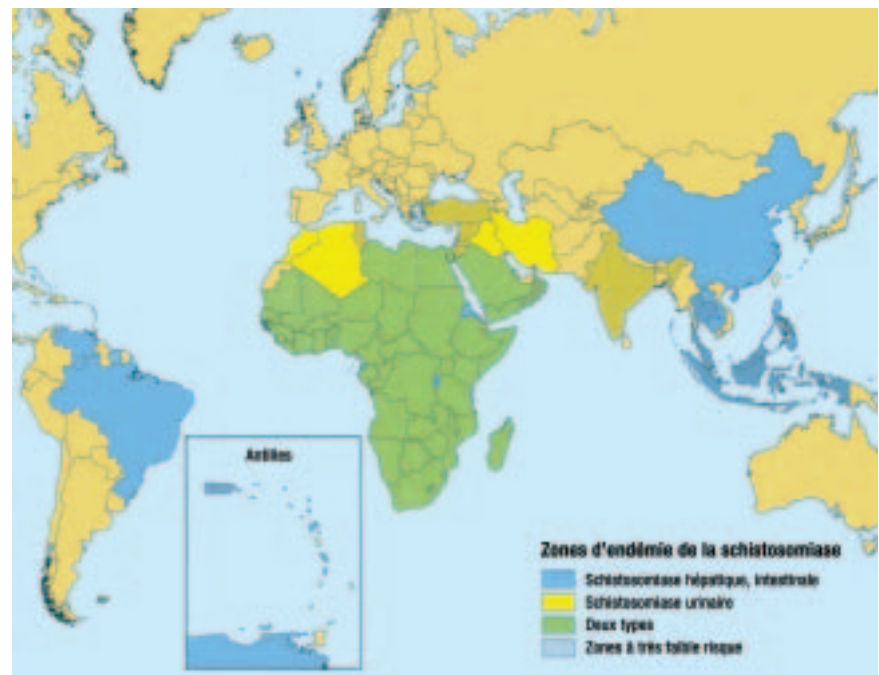 Antilles
Zones d'endémie de la schistosomiase
Schistosomiase hépatique, intestinale
Schistosomiase urinaire
Deux types
Zones à très faible risque